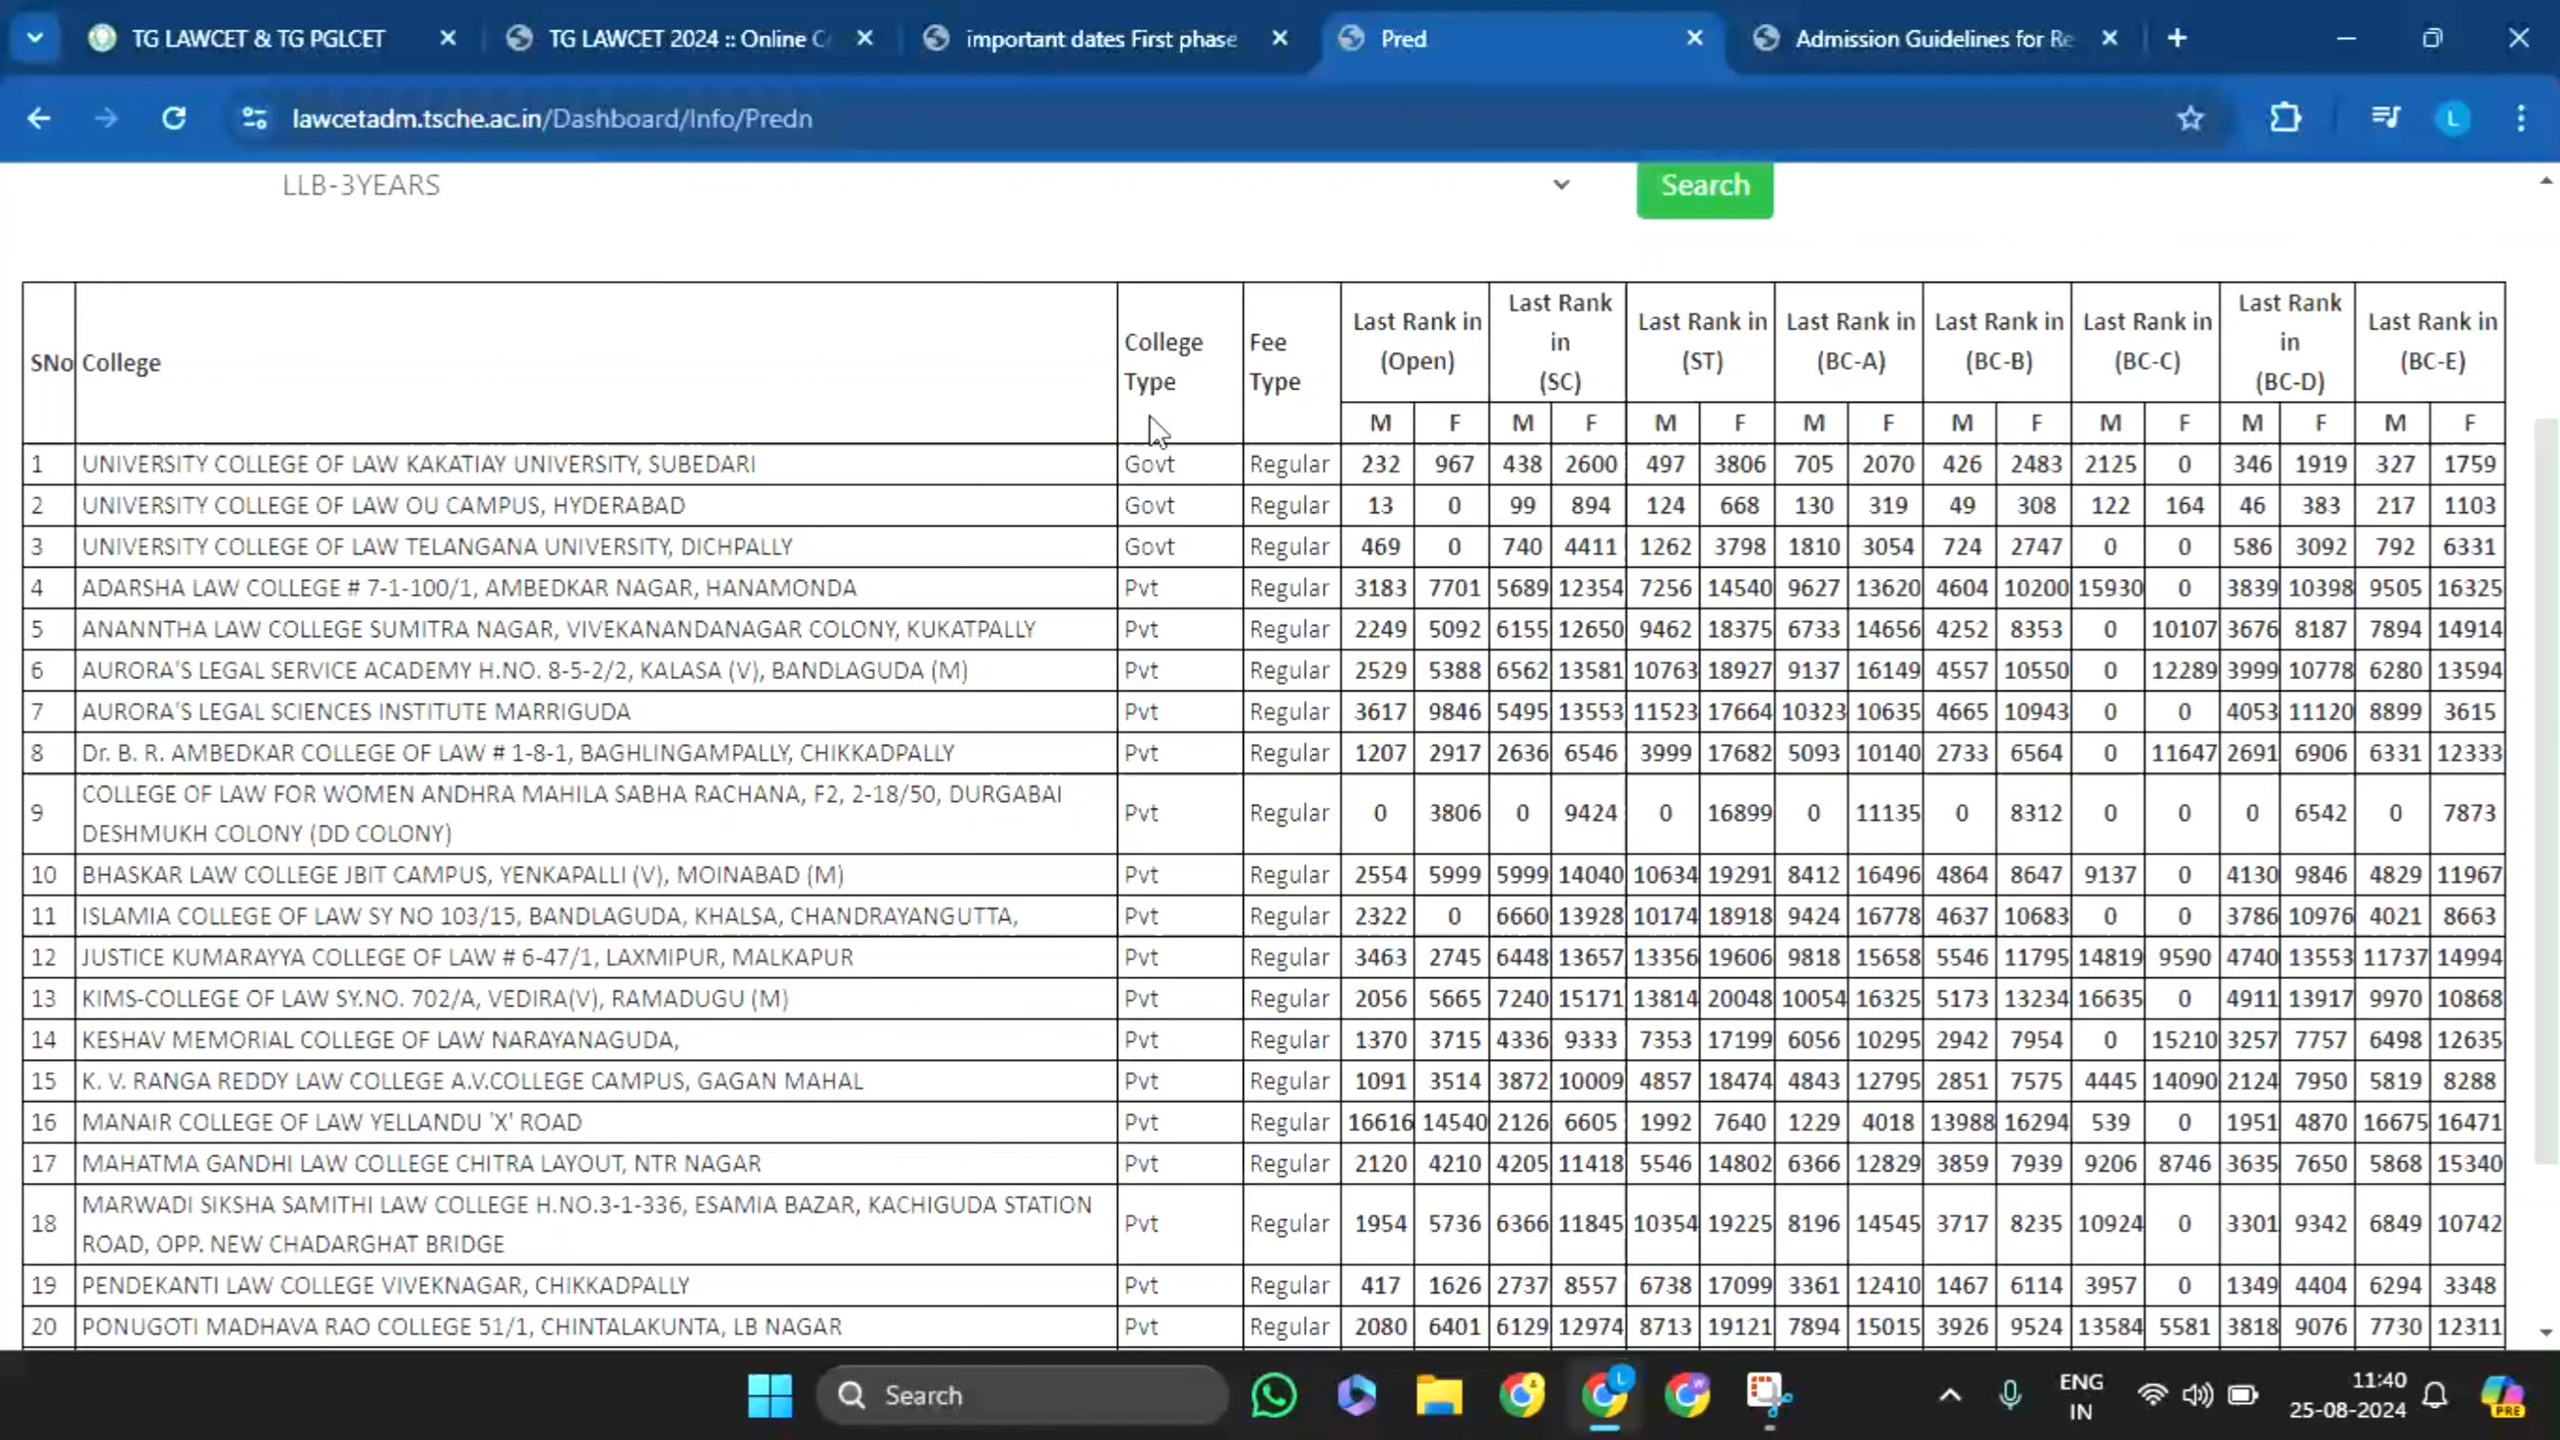 TG LAWCET & TG PGLCET
TG LAWCET 2024 :: Online C
important dates First phase
Pred
Admission Guidelines for Re
lawcetadm.tsche.ac.in/Dashboard/Info/Predn
L
LLB-3YEARS
Search
SNo College College Type Fee Type Last Rank in (Open) Last Rank in (SC) Last Rank in (ST) Last Rank in (BC-A) Last Rank in (BC-B) Last Rank in (BC-C) Last Rank in (BC-D) Last Rank in (BC-E)
M F M F M F M F M F M F M F M F
1 UNIVERSITY COLLEGE OF LAW KAKATIAY UNIVERSITY, SUBEDARI Govt Regular 232 967 438 2600 497 3806 705 2070 426 2483 2125 0 346 1919 327 1759
2 UNIVERSITY COLLEGE OF LAW OU CAMPUS, HYDERABAD Govt Regular 13 0 99 894 124 668 130 319 49 308 122 164 46 383 217 1103
3 UNIVERSITY COLLEGE OF LAW TELANGANA UNIVERSITY, DICHPALLY Govt Regular 469 0 740 4411 1262 3798 1810 3054 724 2747 0 0 586 3092 792 6331
4 ADARSHA LAW COLLEGE # 7-1-100/1, AMBEDKAR NAGAR, HANAMONDA Pvt Regular 3183 7701 5689 12354 7256 14540 9627 13620 4604 10200 15930 0 3839 10398 9505 16325
5 ANANNTHA LAW COLLEGE SUMITRA NAGAR, VIVEKANANDANAGAR COLONY, KUKATPALLY Pvt Regular 2249 5092 6155 12650 9462 18375 6733 14656 4252 8353 0 10107 3676 8187 7894 14914
6 AURORA'S LEGAL SERVICE ACADEMY H.NO. 8-5-2/2, KALASA (V), BANDLAGUDA (M) Pvt Regular 2529 5388 6562 13581 10763 18927 9137 16149 4557 10550 0 12289 3999 10778 6280 13594
7 AURORA'S LEGAL SCIENCES INSTITUTE MARRIGUDA Pvt Regular 3617 9846 5495 13553 11523 17664 10323 10635 4665 10943 0 0 4053 11120 8899 3615
8 Dr. B. R. AMBEDKAR COLLEGE OF LAW # 1-8-1, BAGHLINGAMPALLY, CHIKKADPALLY Pvt Regular 1207 2917 2636 6546 3999 17682 5093 10140 2733 6564 0 11647 2691 6906 6331 12333
9 COLLEGE OF LAW FOR WOMEN ANDHRA MAHILA SABHA RACHANA, F2, 2-18/50, DURGABAI
DESHMUKH COLONY (DD COLONY) Pvt Regular 0 3806 0 9424 0 16899 0 11135 0 8312 0 0 0 6542 0 7873
10 BHASKAR LAW COLLEGE JBIT CAMPUS, YENKAPALLI (V), MOINABAD (M) Pvt Regular 2554 5999 5999 14040 10634 19291 8412 16496 4864 8647 9137 0 4130 9846 4829 11967
11 ISLAMIA COLLEGE OF LAW SY NO 103/15, BANDLAGUDA, KHALSA, CHANDRAYANGUTTA, Pvt Regular 2322 0 6660 13928 10174 18918 9424 16778 4637 10683 0 0 3786 10976 4021 8663
12 JUSTICE KUMARAYYA COLLEGE OF LAW # 6-47/1, LAXMIPUR, MALKAPUR Pvt Regular 3463 2745 6448 13657 13356 19606 9818 15658 5546 11795 14819 9590 4740 13553 11737 14994
13 KIMS-COLLEGE OF LAW SY.NO. 702/A, VEDIRA(V), RAMADUGU (M) Pvt Regular 2056 5665 7240 15171 13814 20048 10054 16325 5173 13234 16635 0 4911 13917 9970 10868
14 KESHAV MEMORIAL COLLEGE OF LAW NARAYANAGUDA, Pvt Regular 1370 3715 4336 9333 7353 17199 6056 10295 2942 7954 0 15210 3257 7757 6498 12635
15 K. V. RANGA REDDY LAW COLLEGE A.V.COLLEGE CAMPUS, GAGAN MAHAL Pvt Regular 1091 3514 3872 10009 4857 18474 4843 12795 2851 7575 4445 14090 2124 7950 5819 8288
16 MANAIR COLLEGE OF LAW YELLANDU 'X' ROAD Pvt Regular 16616 14540 2126 6605 1992 7640 1229 4018 13988 16294 539 0 1951 4870 16675 16471
17 MAHATMA GANDHI LAW COLLEGE CHITRA LAYOUT, NTR NAGAR Pvt Regular 2120 4210 4205 11418 5546 14802 6366 12829 3859 7939 9206 8746 3635 7650 5868 15340
18 MARWADI SIKSHA SAMITHI LAW COLLEGE H.NO.3-1-336, ESAMIA BAZAR, KACHIGUDA STATION
ROAD, OPP. NEW CHADARGHAT BRIDGE Pvt Regular 1954 5736 6366 11845 10354 19225 8196 14545 3717 8235 10924 0 3301 9342 6849 10742
19 PENDEKANTI LAW COLLEGE VIVEKNAGAR, CHIKKADPALLY Pvt Regular 417 1626 2737 8557 6738 17099 3361 12410 1467 6114 3957 0 1349 4404 6294 3348
20 PONUGOTI MADHAVA RAO COLLEGE 51/1, CHINTALAKUNTA, LB NAGAR Pvt Regular 2080 6401 6129 12974 8713 19121 7894 15015 3926 9524 13584 5581 3818 9076 7730 12311
Search
L
W
ENG
IN
11:40
25-08-2024
PRE